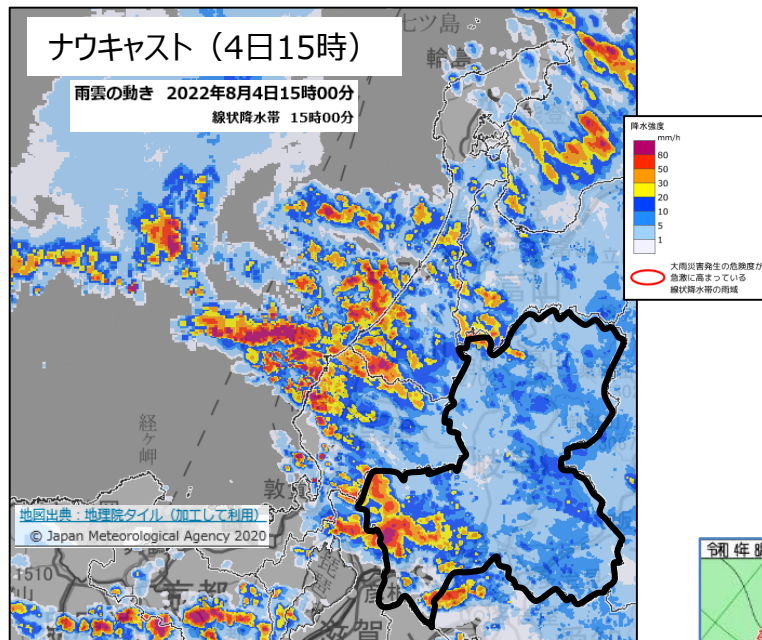 ナウキャスト（4日15時）
雨雲の動き 2022年8月4日15時00分
線状降水帯 15時00分
七ツ島
輪島
降水強度
mm/h
80
50
30
20
10
5
1
大雨災害発生の危険度が
急激に高まっている
線状降水帯の雨域
経ヶ岬
敦
地図出典：地理院タイル（加工して利用）
© Japan Meteorological Agency 2020
1510
山
京都
滋賀
令和4年8